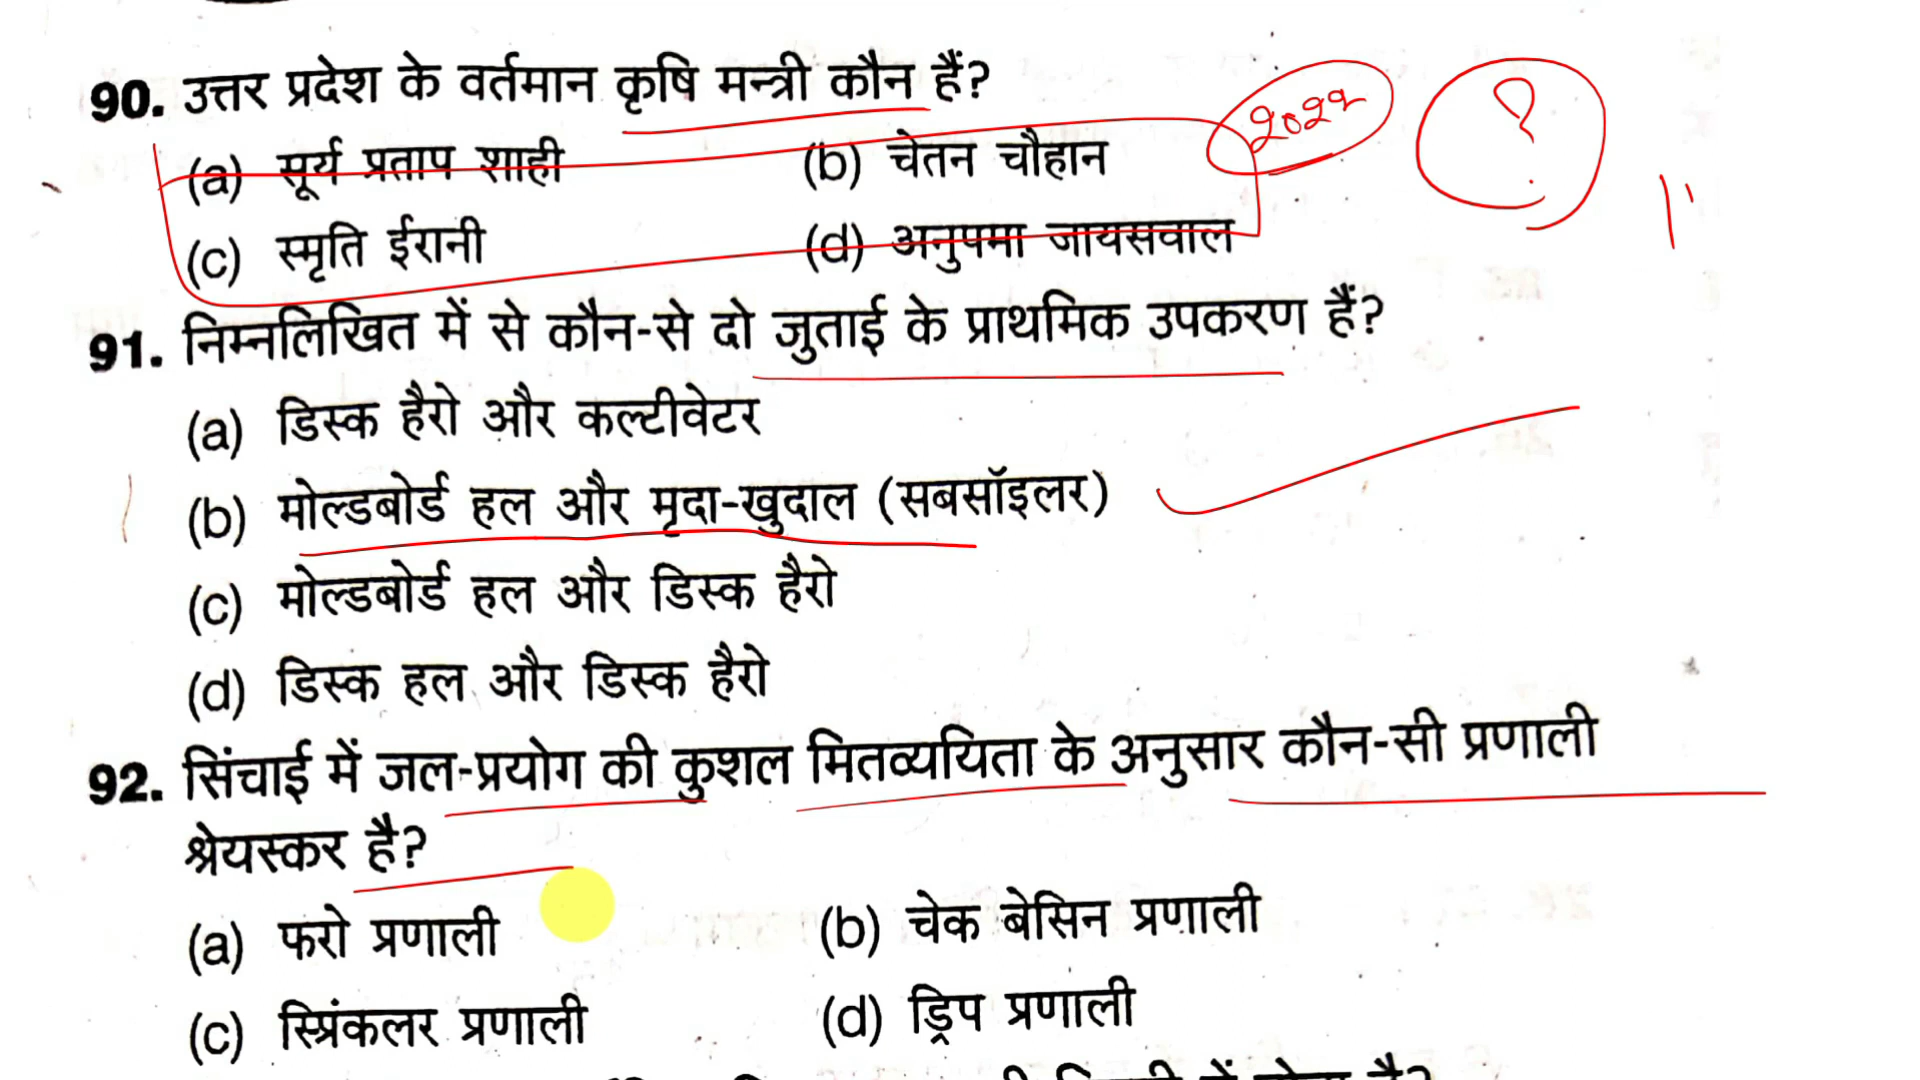 90. उत्तर प्रदेश के वर्तमान कृषि मन्त्री कौन हैं?
2022 ?
(a) सूर्य प्रताप शाही (b) चेतन चौहान
(c) स्मृति ईरानी (d) अनुपमा जायसवाल
91. निम्नलिखित में से कौन-से दो जुताई के प्राथमिक उपकरण हैं?
(a) डिस्क हैरो और कल्टीवेटर
(b) मोल्डबोर्ड हल और मृदा-खुदाल (सबसॉइलर)
(c) मोल्डबोर्ड हल और डिस्क हैरो
(d) डिस्क हल और डिस्क हैरो
92. सिंचाई में जल-प्रयोग की कुशल मितव्ययिता के अनुसार कौन-सी प्रणाली
श्रेयस्कर है?
(a) फरो प्रणाली (b) चेक बेसिन प्रणाली
(c) स्प्रिंकलर प्रणाली (d) ड्रिप प्रणाली